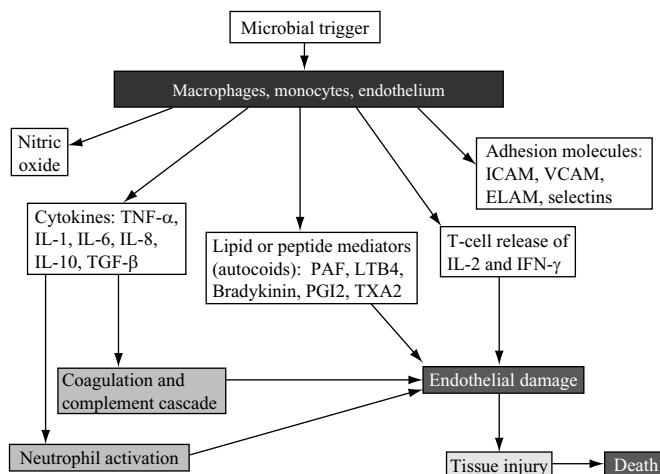 Microbial trigger
Macrophages, monocytes, endothelium
Nitric
oxide
Adhesion molecules:
ICAM, VCAM,
ELAM, selectins
Cytokines: TNF-α,
IL-1, IL-6, IL-8,
IL-10, TGF-β
Lipid or peptide mediators
(autocoids): PAF, LTB4,
Bradykinin, PGI2, TXA2
T-cell release of
IL-2 and IFN-γ
Coagulation and
complement cascade
Endothelial damage
Neutrophil activation
Tissue injury
Death